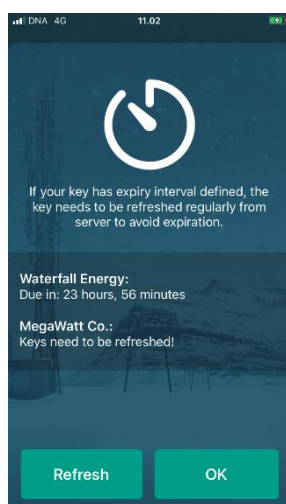 DNA 4G 11.02
If your key has expiry interval defined, the
key needs to be refreshed regularly from
server to avoid expiration.
Waterfall Energy:
Due in: 23 hours, 56 minutes
MegaWatt Co.:
Keys need to be refreshed!
Refresh OK